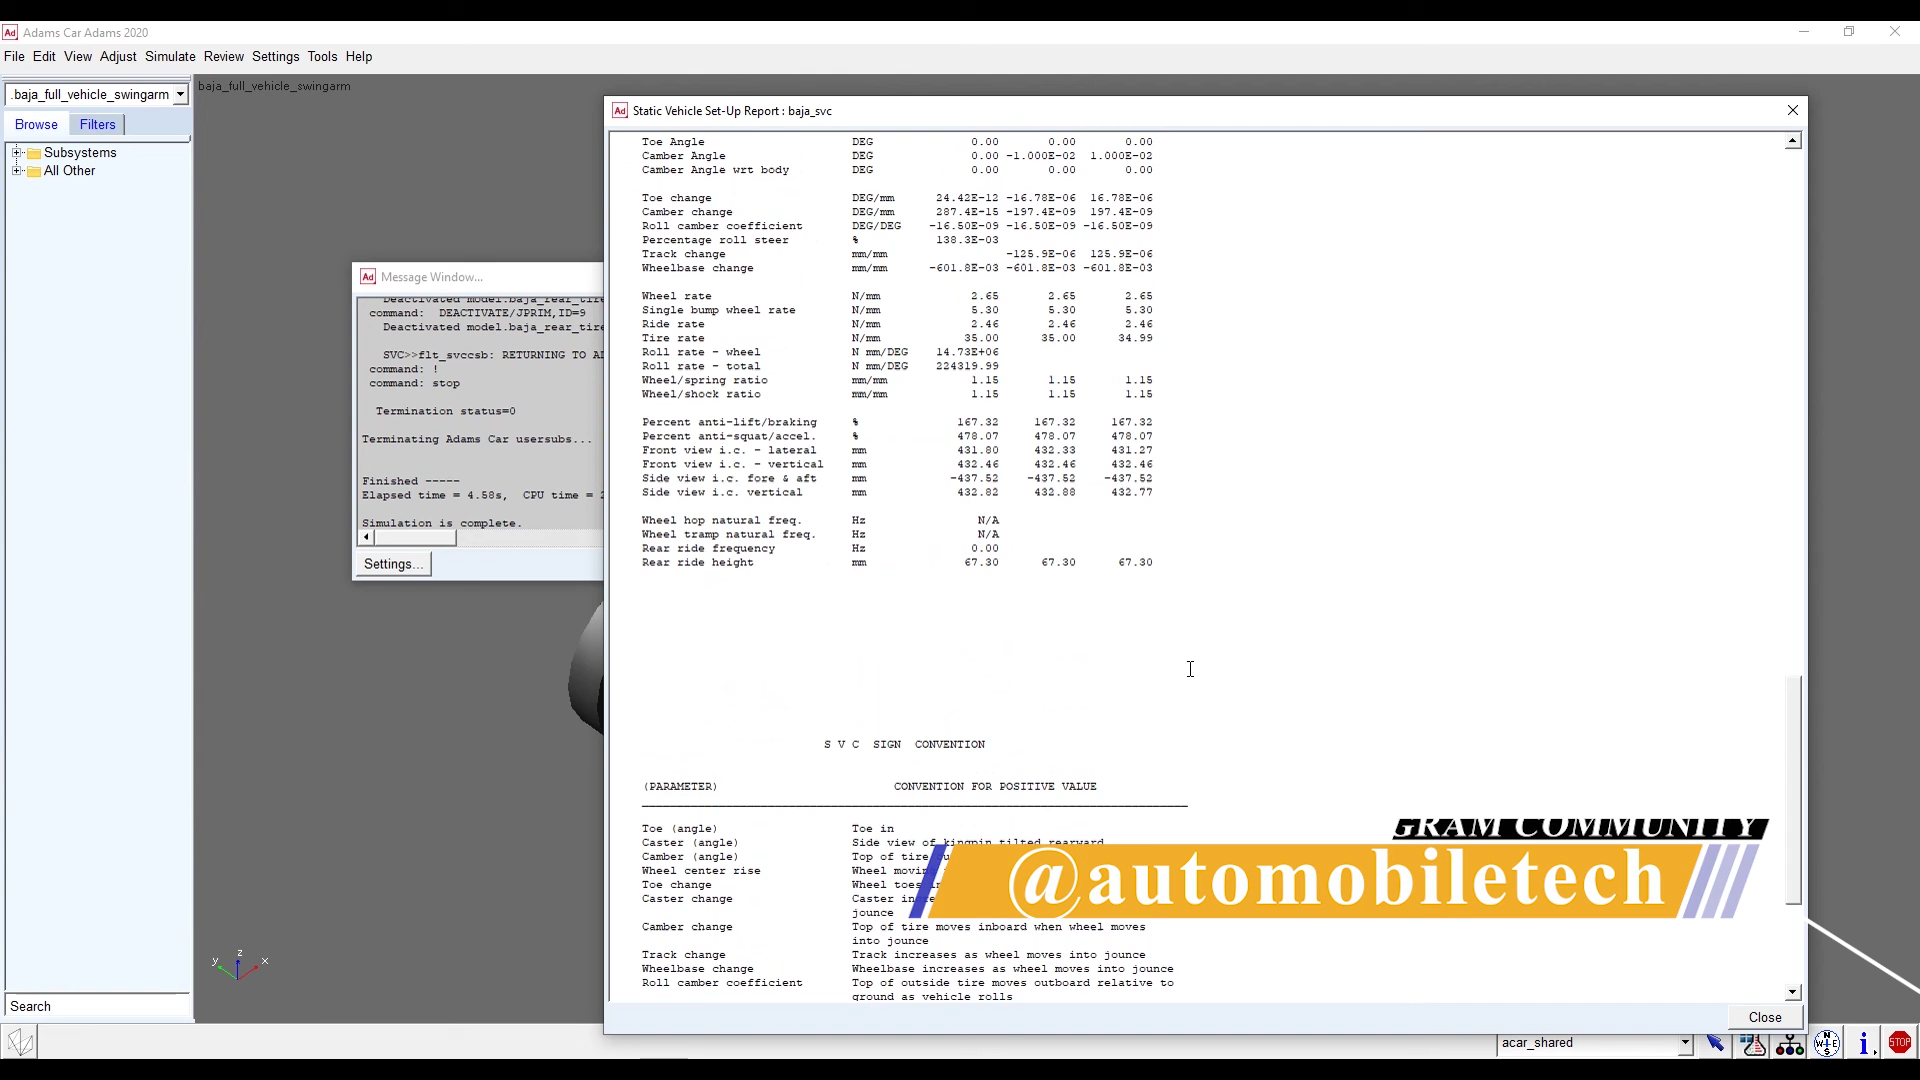 Adams Car Adams 2020
File Edit View Adjust Simulate Review Settings Tools Help
.baja_full_vehicle_swingarm
baja_full_vehicle_swingarm
Browse Filters
Subsystems
All Other
Search
Message Window...
command: DEACTIVATE/JPRIM,ID=9
SVC>>flt_svccsb: RETURNING TO
command: !
command: stop
Termination status=0
Terminating Adams Car usersubs...
Finished -----
Elapsed time = 4.58s, CPU time =
Simulation is complete.
Settings...
Static Vehicle Set-Up Report : baja_svc
Toe Angle DEG 0.00 0.00 0.00
Camber Angle DEG 0.00 -1.000E-02 1.000E-02
Camber Angle wrt body DEG 0.00 0.00 0.00
Toe change DEG/mm 24.42E-12 -16.78E-06 16.78E-06
Camber change DEG/mm 287.4E-15 -197.4E-09 197.4E-09
Roll camber coefficient DEG/DEG -16.50E-09 -16.50E-09 -16.50E-09
Percentage roll steer % 138.3E-03
Track change mm/mm -125.9E-06 125.9E-06
Wheelbase change mm/mm -601.8E-03 -601.8E-03 -601.8E-03
Wheel rate N/mm 2.65 2.65 2.65
Single bump wheel rate N/mm 5.30 5.30 5.30
Ride rate N/mm 2.46 2.46 2.46
Tire rate N/mm 35.00 35.00 34.99
Roll rate - wheel N mm/DEG 14.73E+06
Roll rate - total N mm/DEG 224319.99
Wheel/spring ratio mm/mm 1.15 1.15 1.15
Wheel/shock ratio mm/mm 1.15 1.15 1.15
Percent anti-lift/braking % 167.32 167.32 167.32
Percent anti-squat/accel. % 478.07 478.07 478.07
Front view i.c. - lateral mm 431.80 432.33 431.27
Front view i.c. - vertical mm 432.46 432.46 432.46
Side view i.c. fore & aft mm -437.52 -437.52 -437.52
Side view i.c. vertical mm 432.82 432.88 432.77
Wheel hop natural freq. Hz N/A
Wheel tramp natural freq. Hz N/A
Rear ride frequency Hz 0.00
Rear ride height mm 67.30 67.30 67.30
S V C SIGN CONVENTION
(PARAMETER) CONVENTION FOR POSITIVE VALUE
Toe (angle) Toe in
Caster (angle) Side view of kingpin tilted rearward
Camber (angle) Top of tire
Wheel center rise Wheel
Toe change Wheel toes
Caster change Caster
jounce
Camber change Top of tire moves inboard when wheel moves
into jounce
Track change Track increases as wheel moves into jounce
Wheelbase change Wheelbase increases as wheel moves into jounce
Roll camber coefficient Top of outside tire moves outboard relative to
ground as vehicle rolls
GRAM COMMUNITY
@automobiletech
Close
acar_shared
y z x
N
W E
S
i
STOP